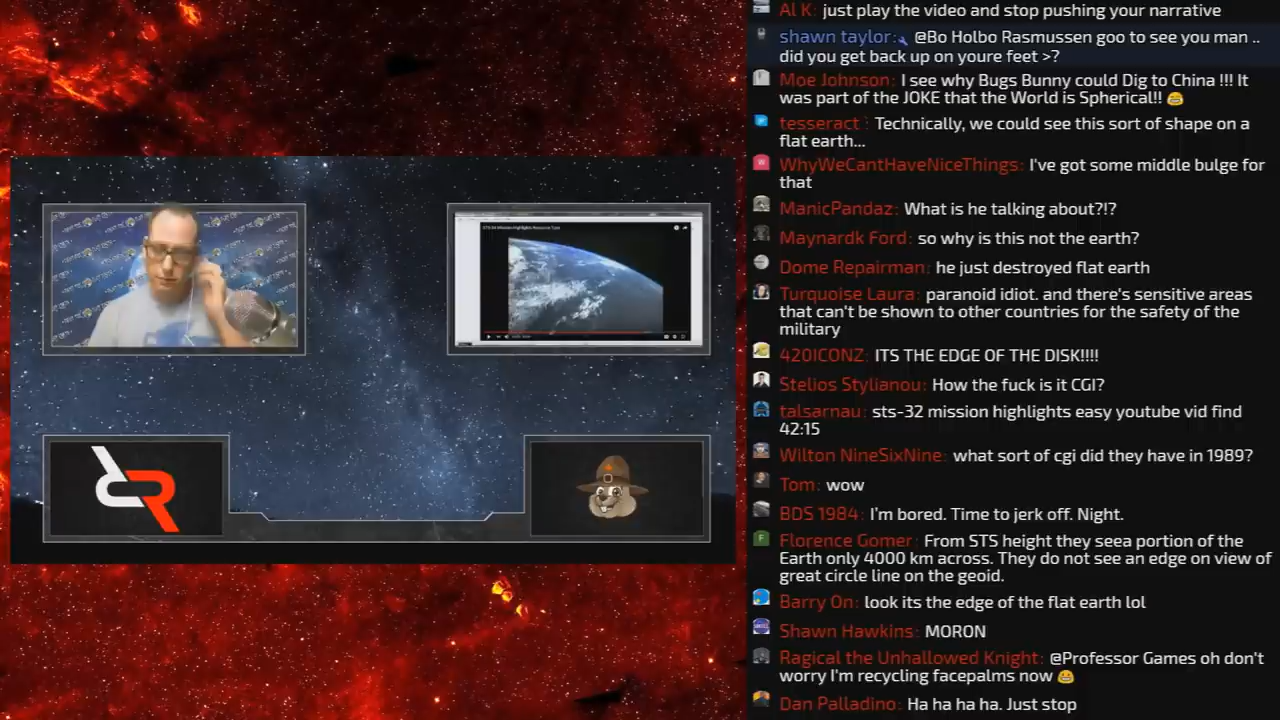 STS-34 Mission Highlights Resource Tape
Al K: just play the video and stop pushing your narrative
shawn taylor: @Bo Holbo Rasmussen goo to see you man ..
did you get back up on youre feet >?
Moe Johnson: I see why Bugs Bunny could Dig to China !!! It
was part of the JOKE that the World is Spherical!! 😂
tesseract : Technically, we could see this sort of shape on a
flat earth...
WhyWeCantHaveNiceThings: I've got some middle bulge for
that
ManicPandaz: What is he talking about?!?
Maynardk Ford: so why is this not the earth?
Dome Repairman: he just destroyed flat earth
Turquoise Laura: paranoid idiot. and there's sensitive areas
that can't be shown to other countries for the safety of the
military
420ICONZ: ITS THE EDGE OF THE DISK!!!!
Stelios Stylianou: How the fuck is it CGI?
talsarnau: sts-32 mission highlights easy youtube vid find
42:15
Wilton NineSixNine: what sort of cgi did they have in 1989?
Tom: wow
BDS 1984: I'm bored. Time to jerk off. Night.
F
Florence Gomer: From STS height they seea portion of the
Earth only 4000 km across. They do not see an edge on view of
great circle line on the geoid.
Barry On: look its the edge of the flat earth lol
Shawn Hawkins: MORON
Ragical the Unhallowed Knight: @Professor Games oh don't
worry I'm recycling facepalms now 😄
Dan Palladino: Ha ha ha ha. Just stop